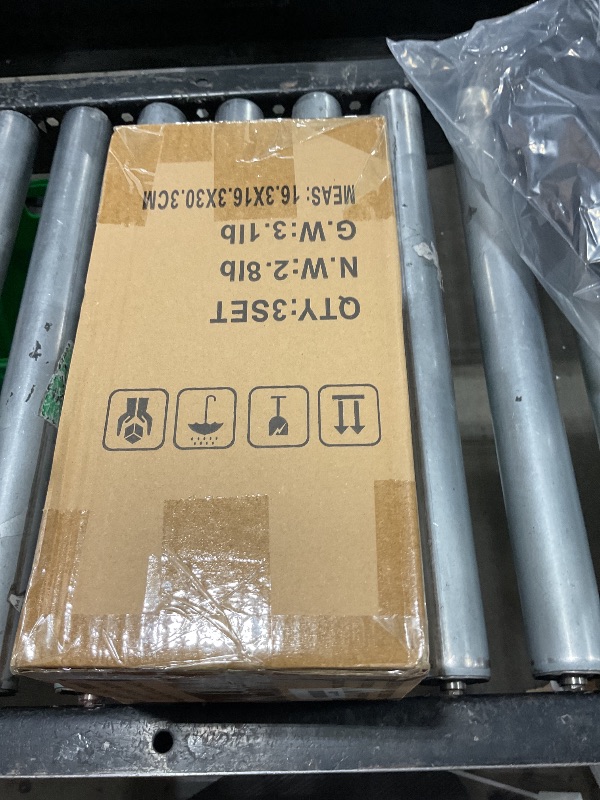 QTY:3SET
N.W:2.8lb
G.W:3.1lb
MEAS: 16.3X16.3X30.3CM